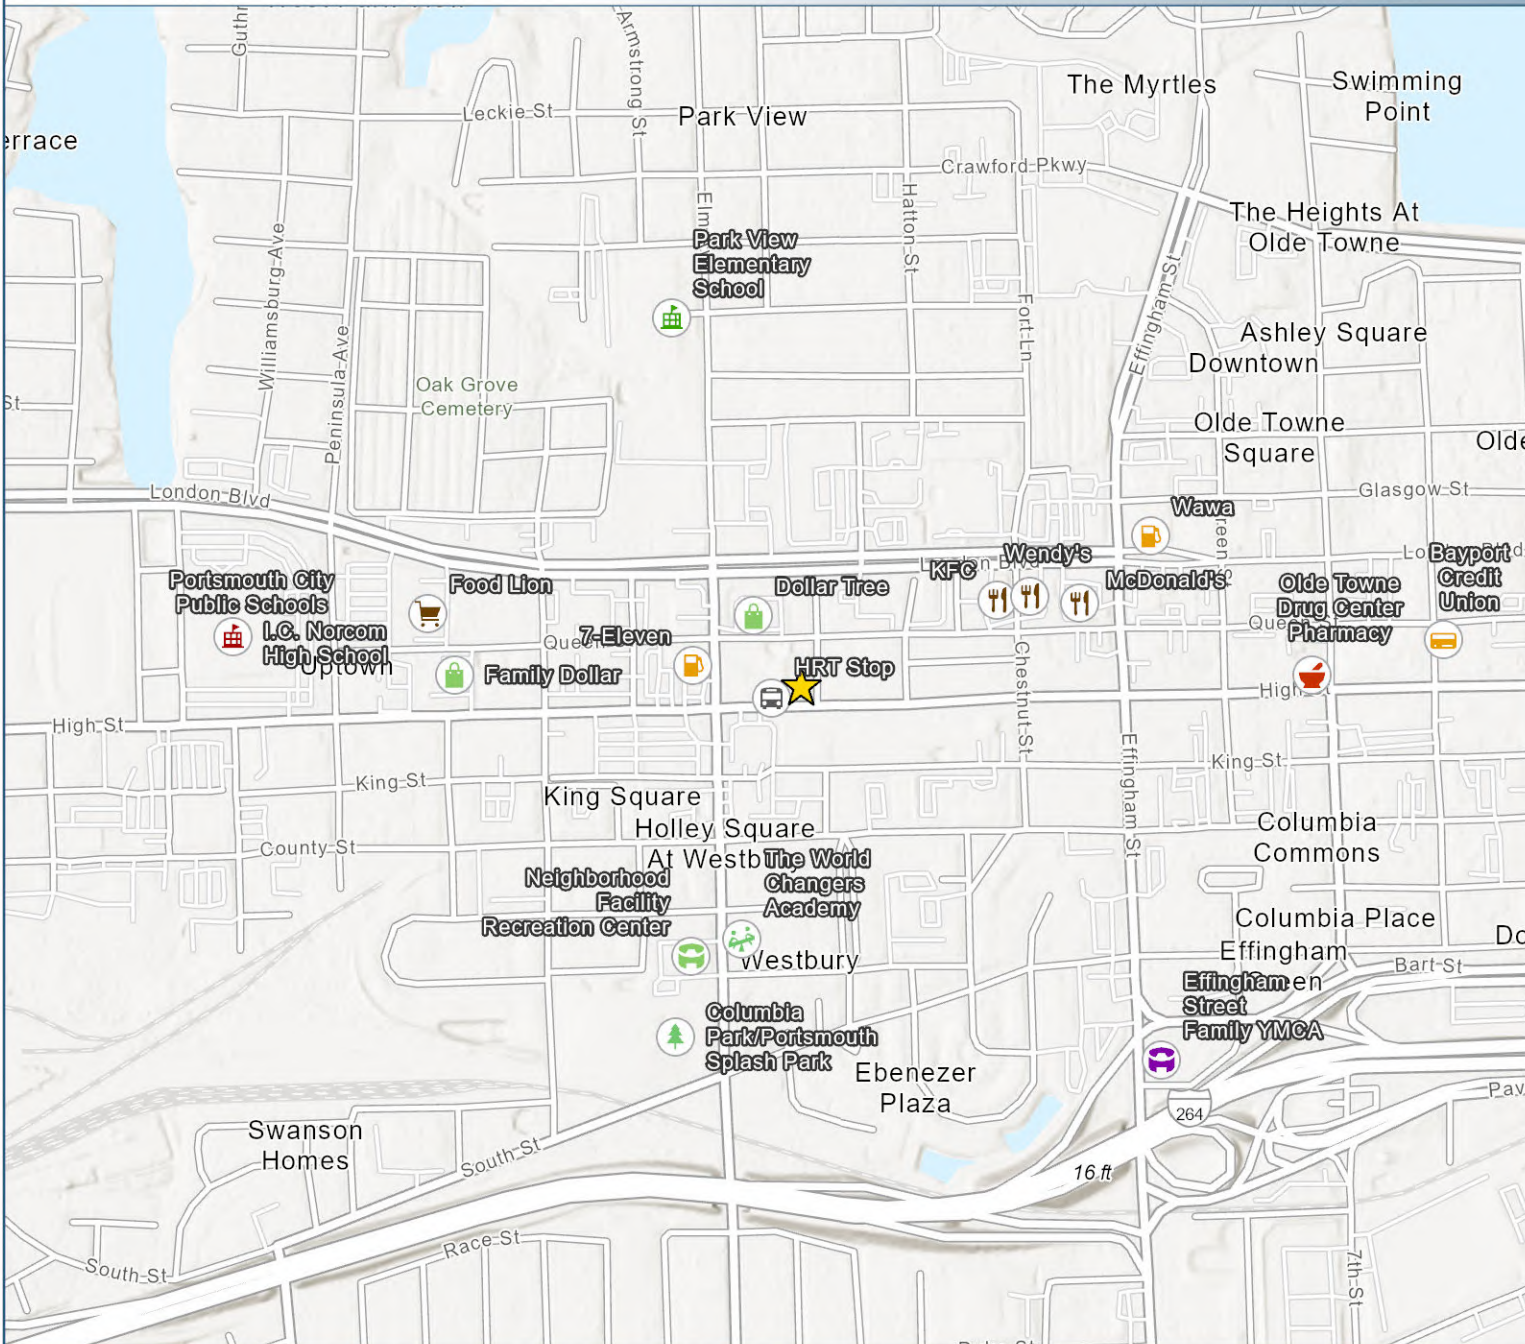 Guthr
Armstrong St
Leckie St
Park View
The Myrtles
Swimming
Point
errace
Crawford Pkwy
Hatton St
Elm
Williamsburg Ave
Peninsula Ave
Park View
Elementary
School
The Heights At
Olde Towne
Effingham St
Fort Ln
Ashley Square
Downtown
Oak Grove
Cemetery
St
Olde Towne
Square
Olde
London Blvd
Glasgow St
Wawa
Wendy's
KFC
McDonald's
Bayport
Credit
Union
Portsmouth City
Public Schools
Food Lion
Dollar Tree
Olde Towne
Drug Center
Pharmacy
I.C. Norcom
High School
Uptown
7-Eleven
Family Dollar
HRT Stop
High St
High St
Chestnut St
Effingham St
King St
King St
King Square
Holley Square
At Westb
County St
Columbia
Commons
The World
Changers
Academy
Neighborhood
Facility
Recreation Center
Westbury
Columbia Place
Effingham
een
Do
Bart St
Effingham
Street
Family YMCA
Columbia
Park/Portsmouth
Splash Park
Ebenezer
Plaza
264
Pav
Swanson
Homes
South St
16 ft
Race St
South St
7th St